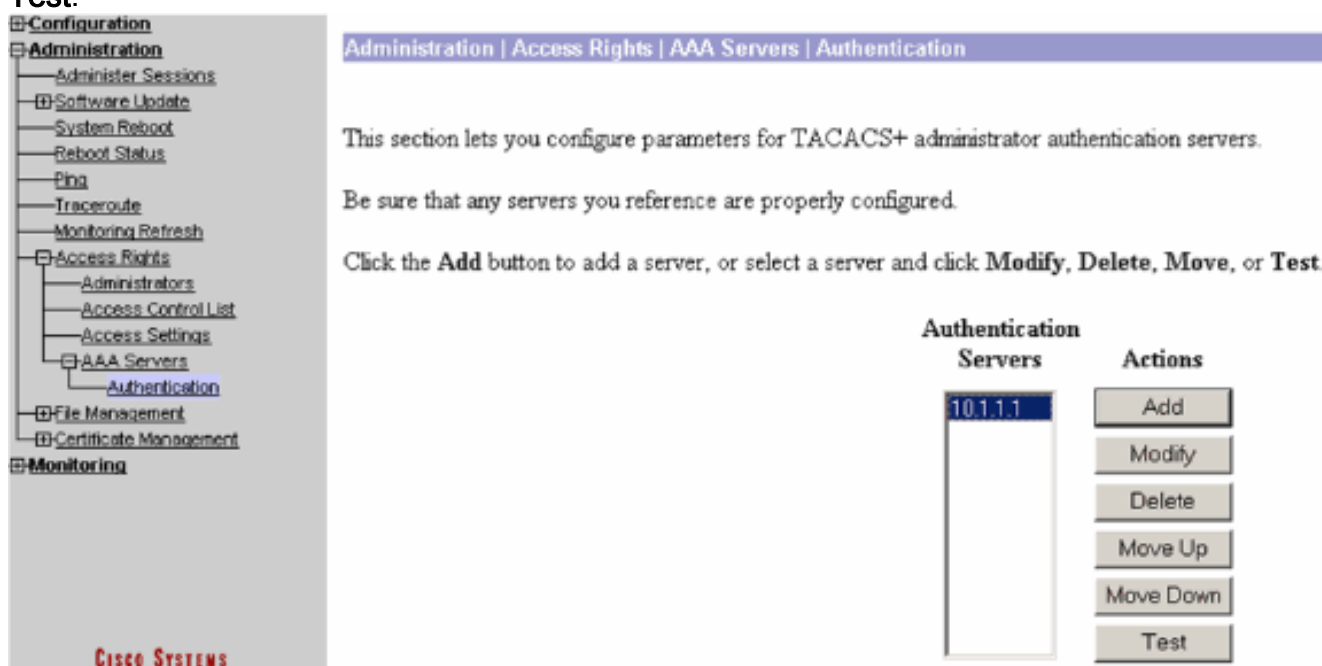 Test.
Configuration
Administration
Administer Sessions
Software Update
System Reboot
Reboot Status
Ping
Traceroute
Monitoring Refresh
Access Rights
Administrators
Access Control List
Access Settings
AAA Servers
Authentication
File Management
Certificate Management
Monitoring
CISCO SYSTEMS
Administration | Access Rights | AAA Servers | Authentication
This section lets you configure parameters for TACACS+ administrator authentication servers.
Be sure that any servers you reference are properly configured.
Click the Add button to add a server, or select a server and click Modify, Delete, Move, or Test.
Authentication
Servers
Actions
10.1.1.1
Add
Modify
Delete
Move Up
Move Down
Test